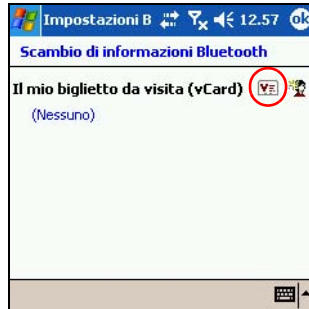 Impostazioni B 12.57 ok
Scambio di informazioni Bluetooth
Il mio biglietto da visita (vCard)
(Nessuno)